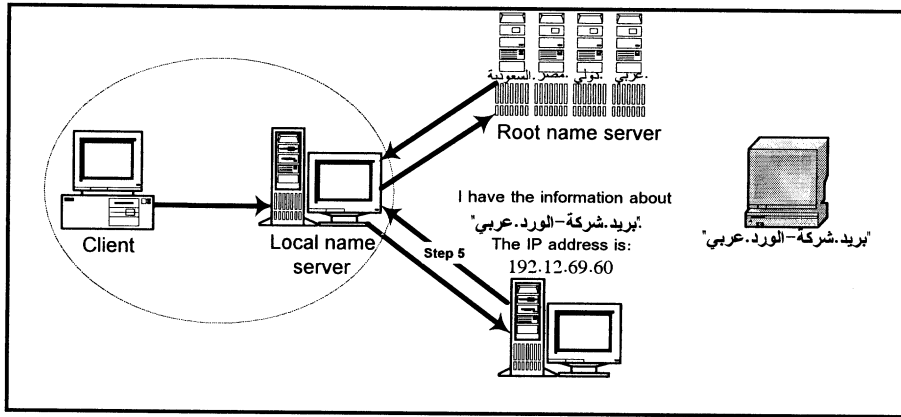 .السعودية .مصر .دولي .عربي
Root name server
I have the information about
"بريد.شركة-الورد.عربي".
The IP address is:
192.12.69.60
Step 5
Client
Local name
server
"بريد.شركة-الورد.عربي"